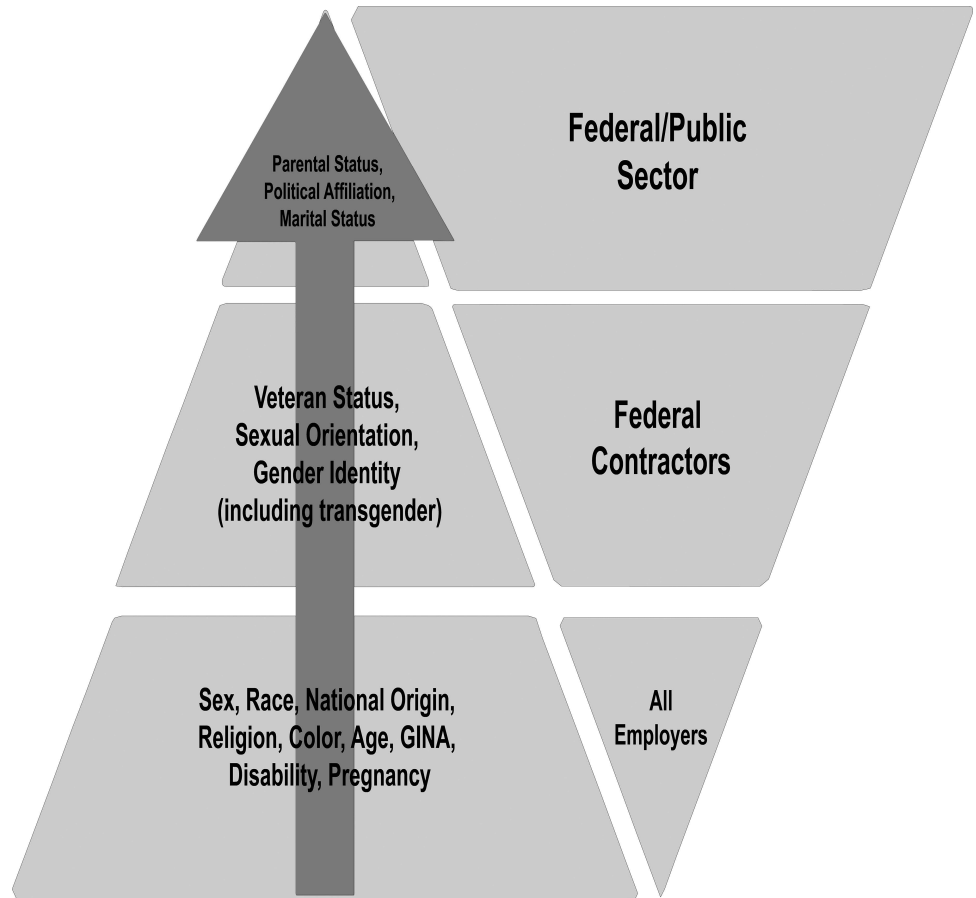 Parental Status,
Political Affiliation,
Marital Status
Federal/Public
Sector
Veteran Status,
Sexual Orientation,
Gender Identity
(including transgender)
Federal
Contractors
Sex, Race, National Origin,
Religion, Color, Age, GINA,
Disability, Pregnancy
All
Employers